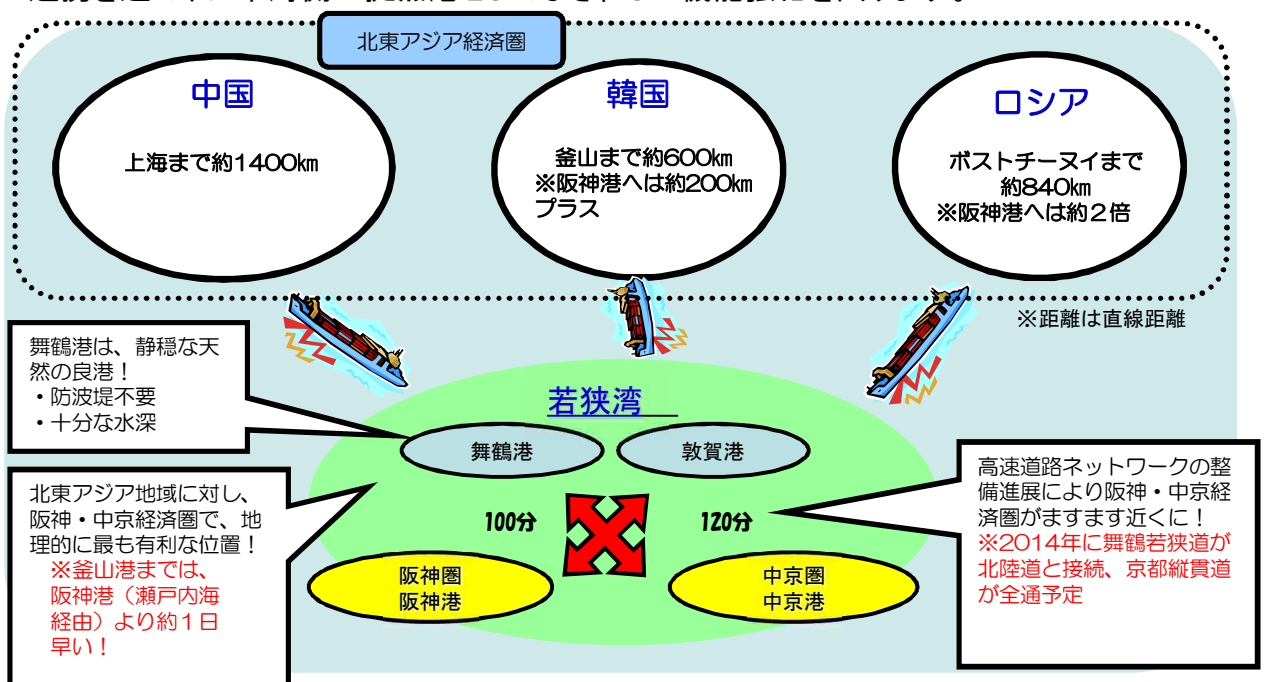 北東アジア経済圏
中国
上海まで約1400㎞
韓国
釜山まで約600㎞
※阪神港へは約200㎞
プラス
ロシア
ボストチーヌイまで
約840㎞
※阪神港へは約２倍
※距離は直線距離
舞鶴港は、静穏な天
然の良港！
・防波堤不要
・十分な水深
若狭湾
舞鶴港
敦賀港
北東アジア地域に対し、
阪神・中京経済圏で、地
理的に最も有利な位置！
※釜山港までは、
阪神港（瀬戸内海
経由）より約１日
早い！
100分
120分
阪神圏
阪神港
中京圏
中京港
高速道路ネットワークの整
備進展により阪神・中京経
済圏がますます近くに！
※2014年に舞鶴若狭道が
北陸道と接続、京都縦貫道
が全通予定